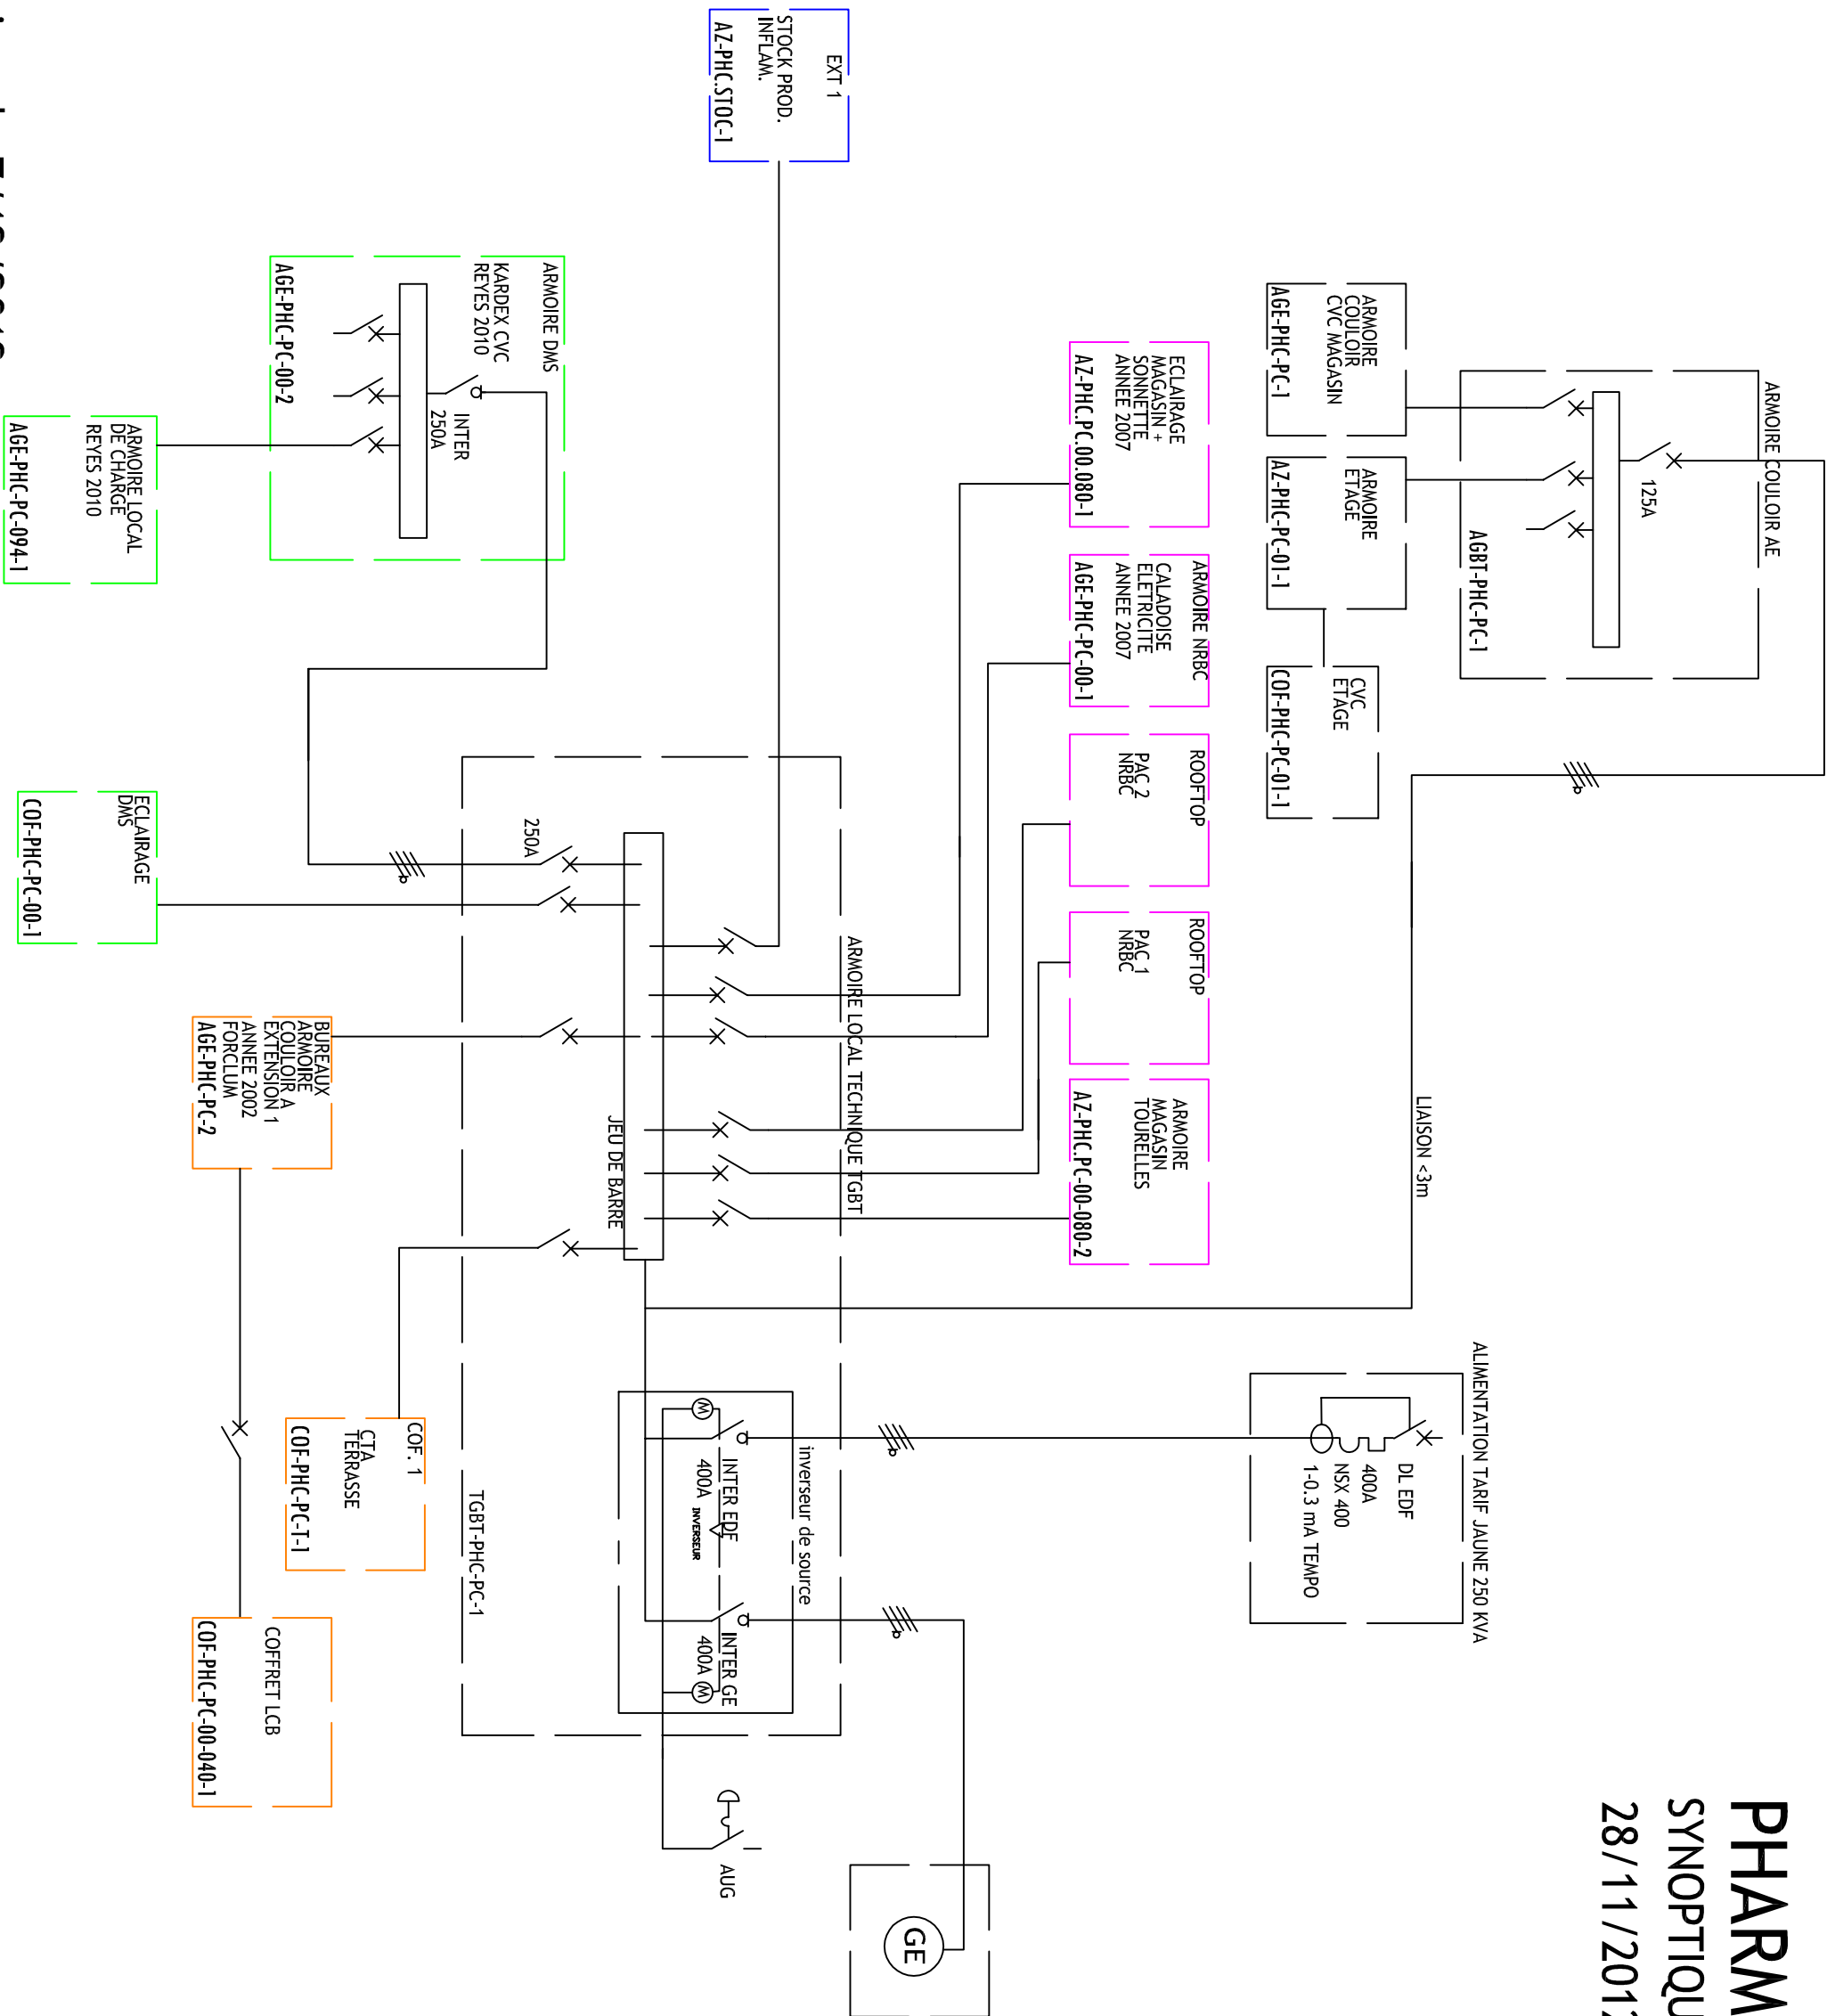 PHARM
SYNOPTIQU
28/11/201
ALIMENTATION TARIF JAUNE 250 KVA
DL EDF
400A
NSX 400
1-0.3 mA TEMPO
ARMOIRE COULOIR AE
125A
AGBT-PHC-PC-1
ARMOIRE
COULOIR
CVC MAGASIN
AGE-PHC-PC-1
ARMOIRE
ETAGE
AZ-PHC-PC-01-1
CVC
ETAGE
COF-PHC-PC-01-1
LIAISON <3m
ECLAIRAGE
MAGASIN +
SONNETTE
ANNEE 2007
AZ-PHC.PC.00.080-1
ARMOIRE NRBC
CALADOISE
ELETRICITE
ANNEE 2007
AGE-PHC-PC-00-1
ROOFTOP
PAC 2
NRBC
ROOFTOP
PAC 1
NRBC
ARMOIRE
MAGASIN
TOURELLES
AZ-PHC.PC-00-080-2
EXT 1
STOCK PROD.
INFLAM.
AZ-PHC.STOC-1
ARMOIRE LOCAL TECHNIQUE TGBT
inverseur de source
INTER EDF
400A
INVERSEUR
INTER GE
400A
M
M
AUG
GE
JEU DE BARRE
250A
TGBT-PHC-PC-1
ARMOIRE DMS
KARDEX CVC
REYES 2010
INTER
250A
AGE-PHC-PC-00-2
ARMOIRE LOCAL
DE CHARGE
REYES 2010
AGE-PHC-PC-094-1
ECLAIRAGE
DMS
COF-PHC-PC-00-1
BUREAUX
ARMOIRE
COULOIR A
EXTENSION 1
ANNEE 2002
FORCLUM
AGE-PHC-PC-2
COF. 1
CTA
TERRASSE
COF-PHC-PC-T-1
COFFRET LCB
COF-PHC-PC-00-040-1